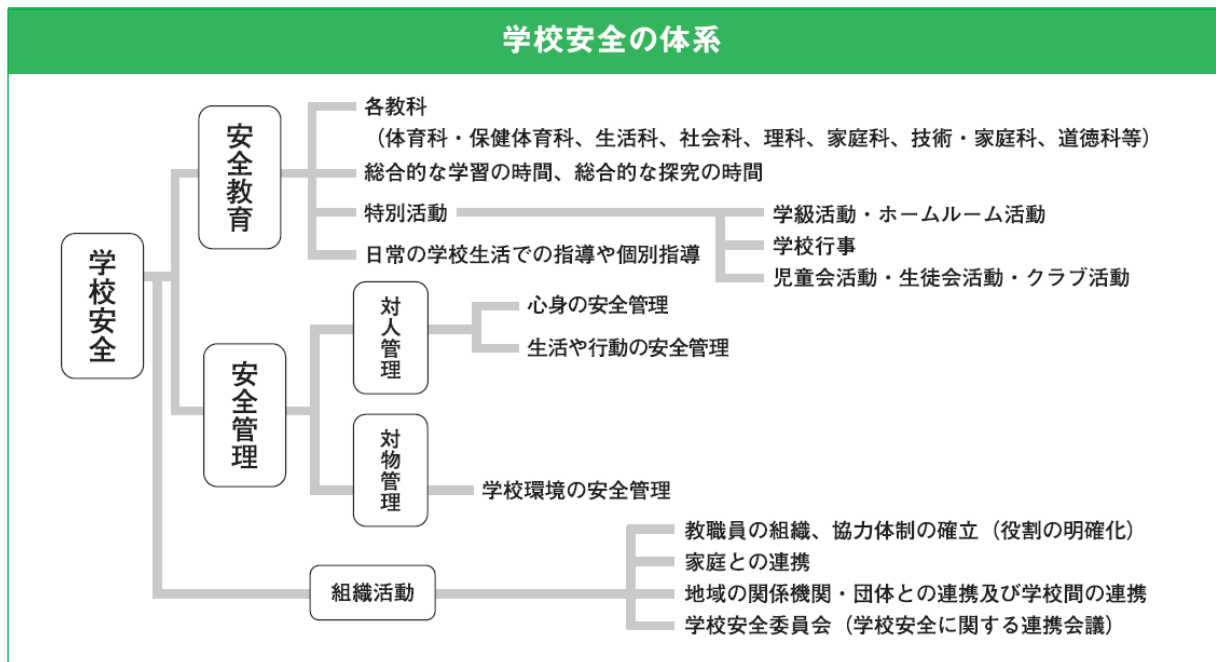 学校安全の体系
学校安全
安全教育
各教科
（体育科・保健体育科、生活科、社会科、理科、家庭科、技術・家庭科、道徳科等）
総合的な学習の時間、総合的な探究の時間
特別活動
学級活動・ホームルーム活動
学校行事
児童会活動・生徒会活動・クラブ活動
日常の学校生活での指導や個別指導
安全管理
対人管理
心身の安全管理
生活や行動の安全管理
対物管理
学校環境の安全管理
組織活動
教職員の組織、協力体制の確立（役割の明確化）
家庭との連携
地域の関係機関・団体との連携及び学校間の連携
学校安全委員会（学校安全に関する連携会議）